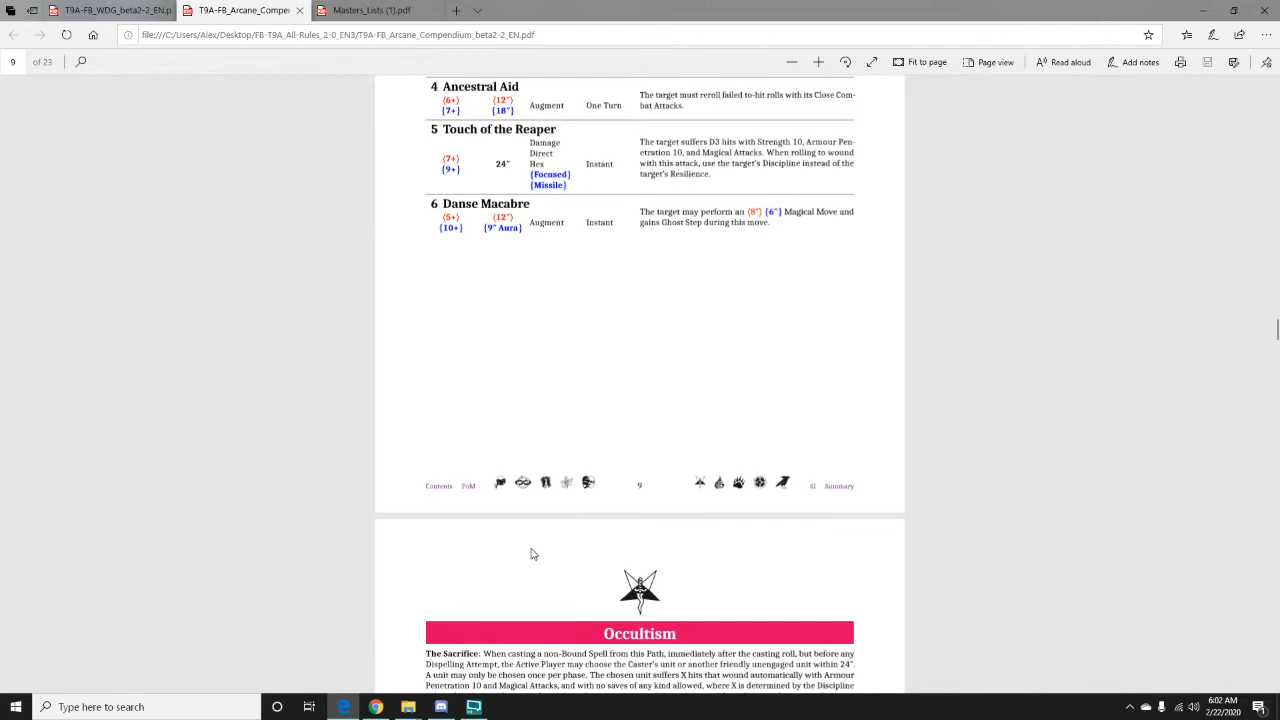 T9A-FB_WDG_beta2-2_EN3
T9A-FB_Arcane_Masters_2
T9A-FB_Arcane_Compenc
file:///C:/Users/Alex/Desktop/FB-T9A_All-Rules_2-0_EN3/T9A-FB_Arcane_Compendium_beta2-2_EN.pdf
9 of 23
Fit to page
Page view
Read aloud
Add notes
4 Ancestral Aid
⟨6+⟩ ⟨12″⟩
{7+} {18″}
Augment One Turn
The target must reroll failed to-hit rolls with its Close Com-
bat Attacks.
5 Touch of the Reaper
⟨7+⟩
{9+}
24″
Damage
Direct
Hex
{Focused}
{Missile}
Instant
The target suffers D3 hits with Strength 10, Armour Pen-
etration 10, and Magical Attacks. When rolling to wound
with this attack, use the target's Discipline instead of the
target's Resilience.
6 Danse Macabre
⟨5+⟩ ⟨12″⟩
{10+} {9″ Aura}
Augment Instant
The target may perform an ⟨8″⟩ {6″} Magical Move and
gains Ghost Step during this move.
Contents PoM 9 SI Summary
Occultism
The Sacrifice: When casting a non-Bound Spell from this Path, immediately after the casting roll, but before any
Dispelling Attempt, the Active Player may choose the Caster's unit or another friendly unengaged unit within 24″.
A unit may only be chosen once per phase. The chosen unit suffers X hits that wound automatically with Armour
Penetration 10 and Magical Attacks, and with no saves of any kind allowed, where X is determined by the Discipline
Type here to search
6:02 AM
2/22/2020